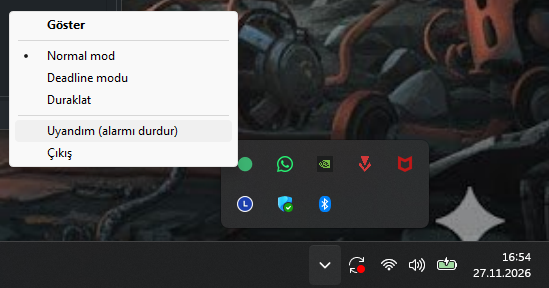 Göster
Normal mod
Deadline modu
Duraklat
Uyandım (alarmı durdur)
Çıkış
L
16:54
27.11.2026